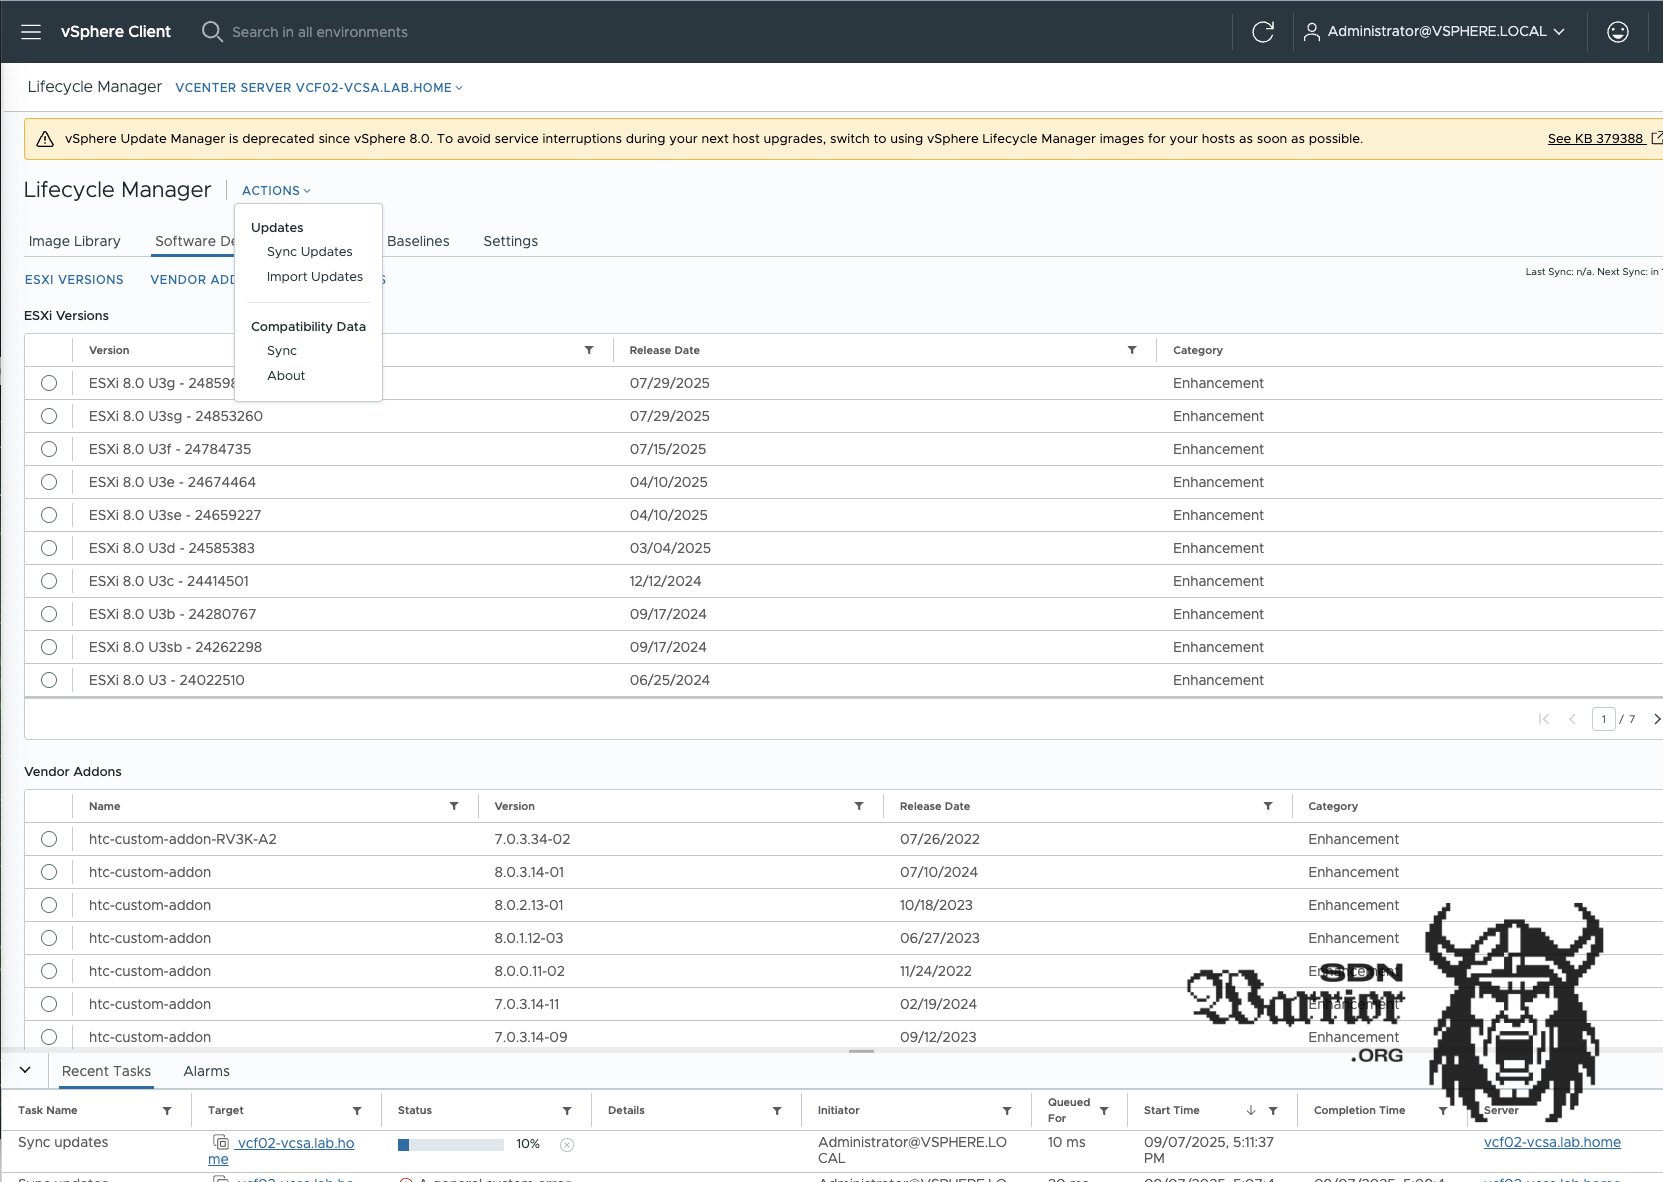 vSphere Client
Search in all environments
Administrator@VSPHERE.LOCAL
Lifecycle Manager
VCENTER SERVER VCF02-VCSA.LAB.HOME
vSphere Update Manager is deprecated since vSphere 8.0. To avoid service interruptions during your next host upgrades, switch to using vSphere Lifecycle Manager images for your hosts as soon as possible.
See KB 379388
Lifecycle Manager
ACTIONS
Updates
Sync Updates
Import Updates
Compatibility Data
Sync
About
Image Library
Software De
Baselines
Settings
ESXI VERSIONS
VENDOR ADD
S
Last Sync: n/a. Next Sync: in
ESXi Versions
Version
Release Date
Category
ESXi 8.0 U3g - 248598
07/29/2025
Enhancement
ESXi 8.0 U3sg - 24853260
07/29/2025
Enhancement
ESXi 8.0 U3f - 24784735
07/15/2025
Enhancement
ESXi 8.0 U3e - 24674464
04/10/2025
Enhancement
ESXi 8.0 U3se - 24659227
04/10/2025
Enhancement
ESXi 8.0 U3d - 24585383
03/04/2025
Enhancement
ESXi 8.0 U3c - 24414501
12/12/2024
Enhancement
ESXi 8.0 U3b - 24280767
09/17/2024
Enhancement
ESXi 8.0 U3sb - 24262298
09/17/2024
Enhancement
ESXi 8.0 U3 - 24022510
06/25/2024
Enhancement
1 / 7
Vendor Addons
Name
Version
Release Date
Category
htc-custom-addon-RV3K-A2
7.0.3.34-02
07/26/2022
Enhancement
htc-custom-addon
8.0.3.14-01
07/10/2024
Enhancement
htc-custom-addon
8.0.2.13-01
10/18/2023
Enhancement
htc-custom-addon
8.0.1.12-03
06/27/2023
Enhancement
htc-custom-addon
8.0.0.11-02
11/24/2022
Enhancement
htc-custom-addon
7.0.3.14-11
02/19/2024
Enhancement
htc-custom-addon
7.0.3.14-09
09/12/2023
Enhancement
SDN
Warrior
.ORG
Recent Tasks
Alarms
Task Name
Target
Status
Details
Initiator
Queued
For
Start Time
Completion Time
Server
Sync updates
vcf02-vcsa.lab.ho
me
10%
Administrator@VSPHERE.LO
CAL
10 ms
09/07/2025, 5:11:37
PM
vcf02-vcsa.lab.home